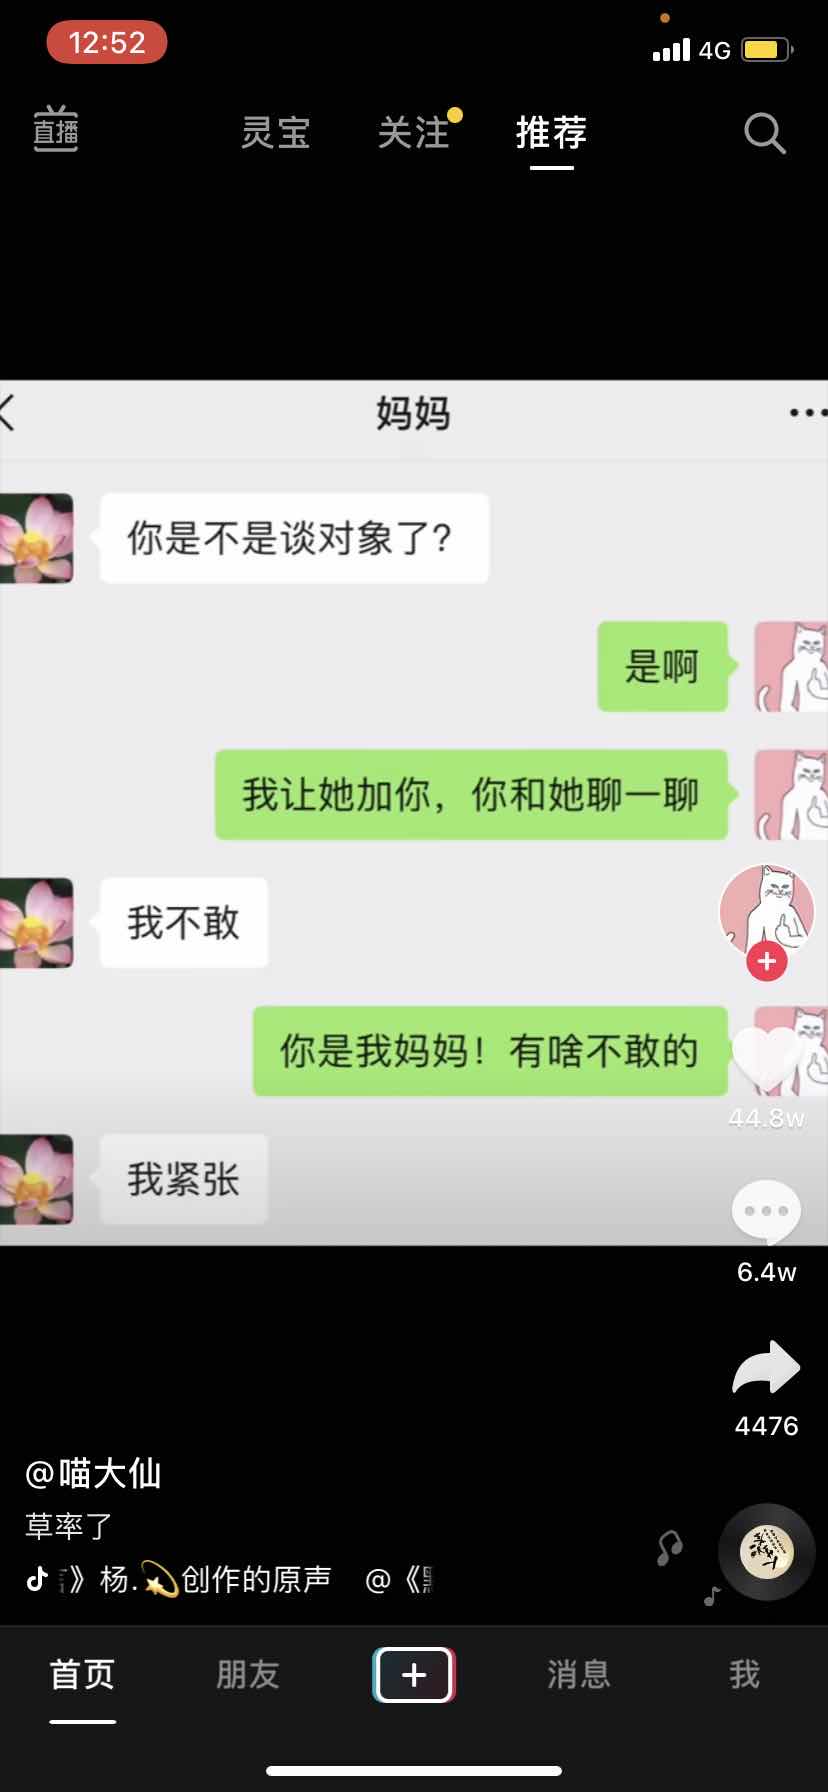 12:52
4G
直播
灵宝
关注
推荐
妈妈
你是不是谈对象了?
是啊
我让她加你，你和她聊一聊
我不敢
你是我妈妈！有啥不敢的
我紧张
44.8w
6.4w
4476
@喵大仙
草率了
》杨.💫创作的原声 @《
首页
朋友
消息
我